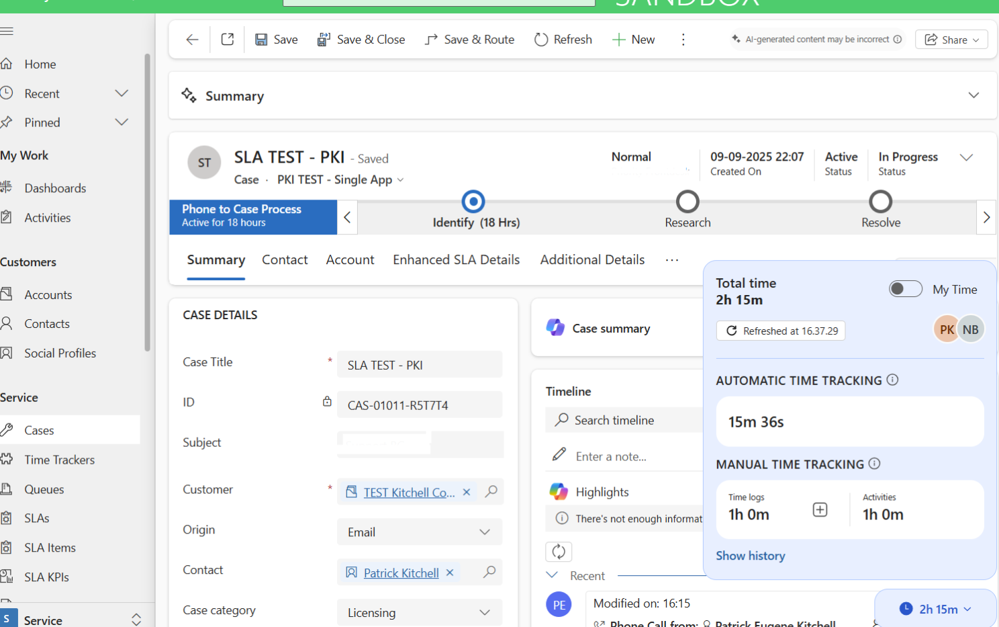 SANDBOX
Save
Save & Close
Save & Route
Refresh
New
AI-generated content may be incorrect
Share
Home
Recent
Pinned
My Work
Dashboards
Activities
Customers
Accounts
Contacts
Social Profiles
Service
Cases
Time Trackers
Queues
SLAs
SLA Items
SLA KPIs
S Service
Summary
ST
SLA TEST - PKI - Saved
Case · PKI TEST - Single App
Normal
09-09-2025 22:07
Created On
Active
Status
In Progress
Status
Phone to Case Process
Active for 18 hours
Identify (18 Hrs)
Research
Resolve
Summary Contact Account Enhanced SLA Details Additional Details ...
CASE DETAILS
Case Title * SLA TEST - PKI
ID CAS-01011-R5T7T4
Subject
Customer * TEST Kitchell Co... ×
Origin Email
Contact Patrick Kitchell ×
Case category Licensing
Case summary
Timeline
Search timeline
Enter a note...
Highlights
There's not enough informat
Recent
PE
Modified on: 16:15
Phone Call from: Patrick Eugene Kitchell
Total time
2h 15m
My Time
Refreshed at 16.37.29
PK NB
AUTOMATIC TIME TRACKING
15m 36s
MANUAL TIME TRACKING
Time logs
1h 0m
Activities
1h 0m
Show history
2h 15m